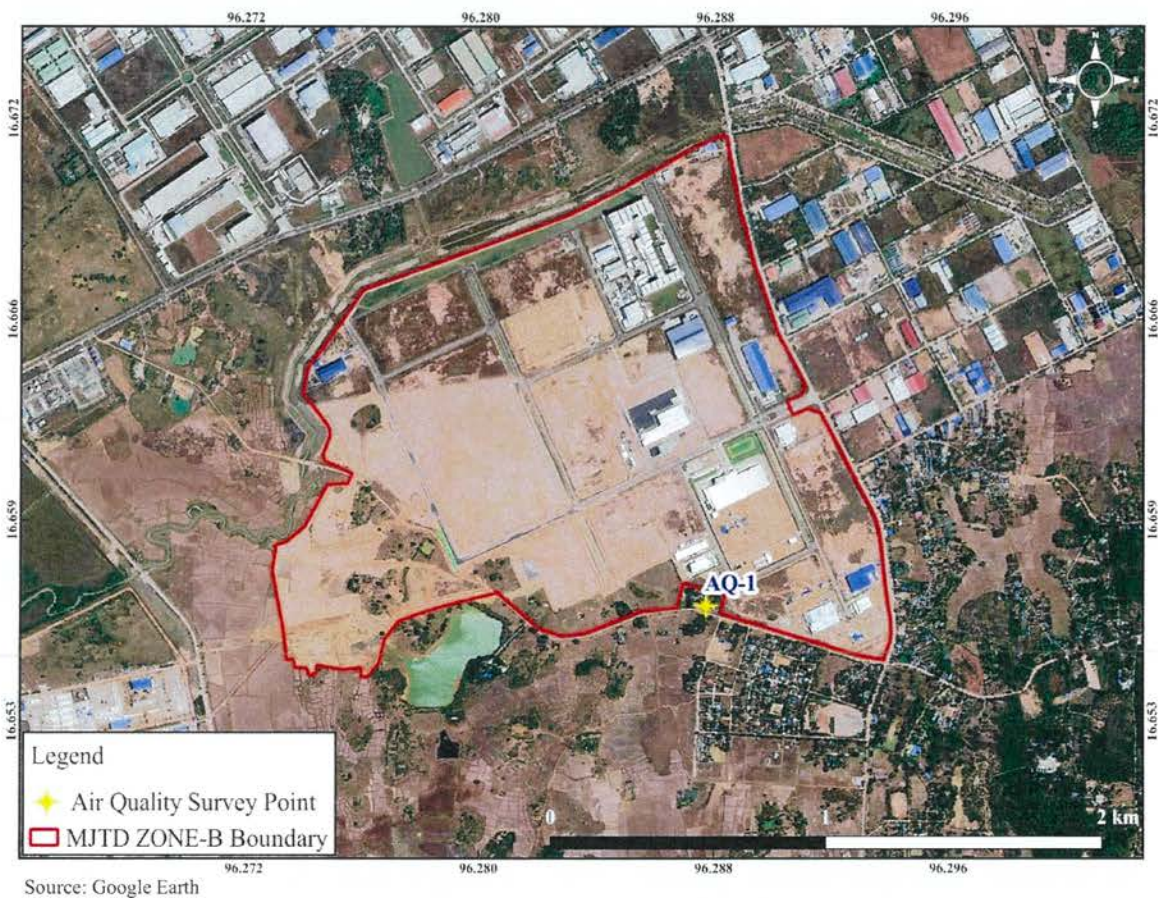 96.272 96.280 96.288 96.296
N
S
16.672 16.672
16.666 16.666
16.659 16.659
AQ-1
16.653 16.653
Legend
Air Quality Survey Point
MJTD ZONE-B Boundary
0 1 2 km
96.272 96.280 96.288 96.296
Source: Google Earth